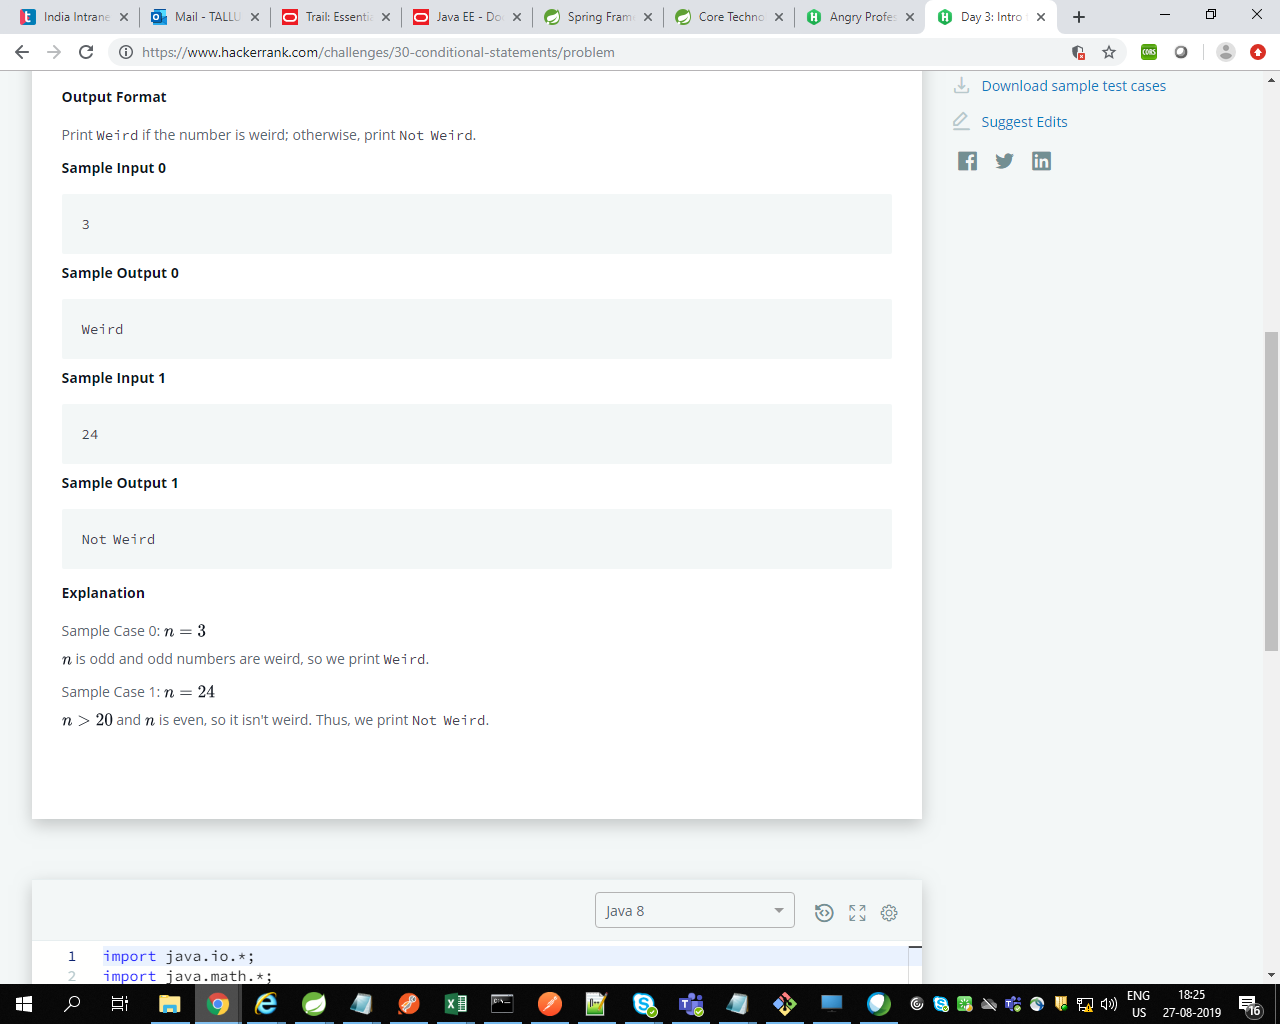 India Intrane
Mail - TALLU
Trail: Essentia
Java EE - Do
Spring Fram
Core Techno
Angry Profes
Day 3: Intro
https://www.hackerrank.com/challenges/30-conditional-statements/problem
Output Format
Print Weird if the number is weird; otherwise, print Not Weird.
Sample Input 0
3
Sample Output 0
Weird
Sample Input 1
24
Sample Output 1
Not Weird
Explanation
Sample Case 0: n = 3
n is odd and odd numbers are weird, so we print Weird.
Sample Case 1: n = 24
n > 20 and n is even, so it isn't weird. Thus, we print Not Weird.
Download sample test cases
Suggest Edits
Java 8
1 import java.io.*;
2 import java.math.*;
ENG
US
18:25
27-08-2019
16